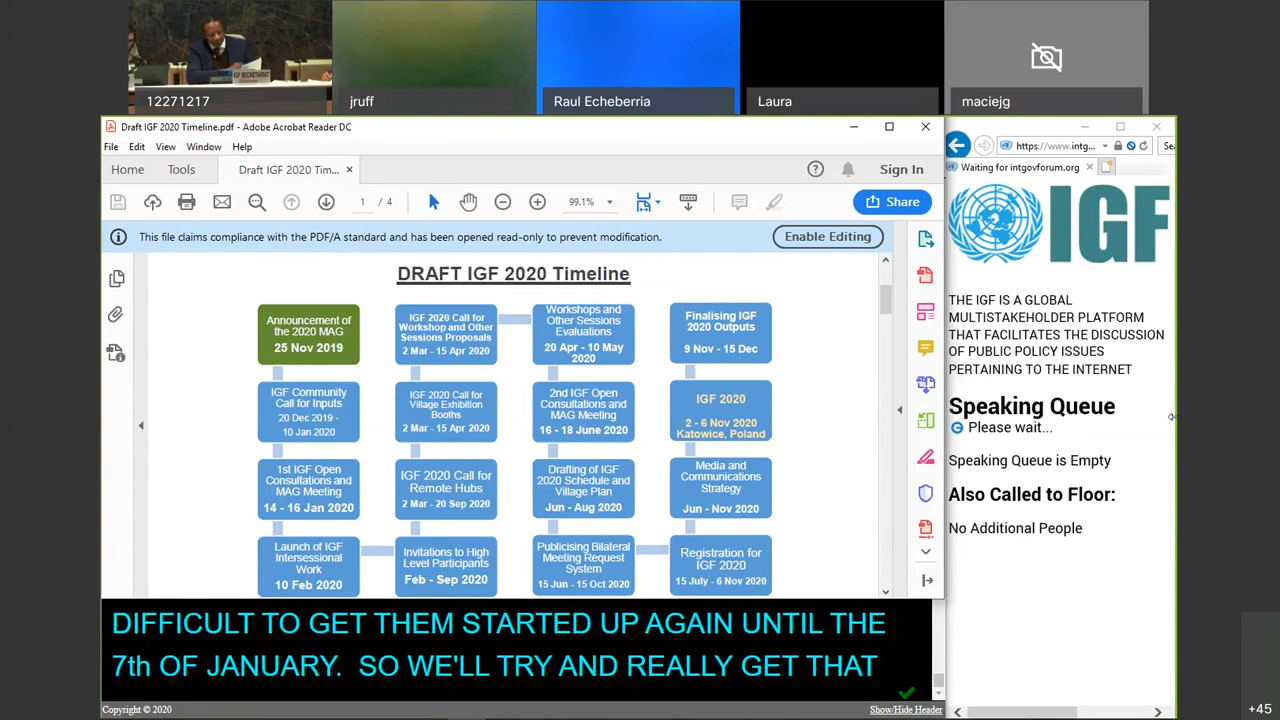 IGF SECRETARIAT
12271217
jruff
Raul Echeberria
Laura
maciejg
Draft IGF 2020 Timeline.pdf - Adobe Acrobat Reader DC
File Edit View Window Help
Home Tools Draft IGF 2020 Tim... × Sign In
1 / 4 99.1% Share
This file claims compliance with the PDF/A standard and has been opened read-only to prevent modification. Enable Editing
DRAFT IGF 2020 Timeline
Announcement of
the 2020 MAG
25 Nov 2019
IGF Community
Call for Inputs
20 Dec 2019 -
10 Jan 2020
1st IGF Open
Consultations and
MAG Meeting
14 - 16 Jan 2020
Launch of IGF
Intersessional
Work
10 Feb 2020
IGF 2020 Call for
Workshop and Other
Sessions Proposals
2 Mar - 15 Apr 2020
IGF 2020 Call for
Village Exhibition
Booths
2 Mar - 15 Apr 2020
IGF 2020 Call for
Remote Hubs
2 Mar - 20 Sep 2020
Invitations to High
Level Participants
Feb - Sep 2020
Workshops and
Other Sessions
Evaluations
20 Apr - 10 May
2020
2nd IGF Open
Consultations and
MAG Meeting
16 - 18 June 2020
Drafting of IGF
2020 Schedule and
Village Plan
Jun - Aug 2020
Publicising Bilateral
Meeting Request
System
15 Jun - 15 Oct 2020
Finalising IGF
2020 Outputs
9 Nov - 15 Dec
IGF 2020
2 - 6 Nov 2020
Katowice, Poland
Media and
Communications
Strategy
Jun - Nov 2020
Registration for
IGF 2020
15 July - 6 Nov 2020
https://www.intg...
Waiting for intgovforum.org
IGF
THE IGF IS A GLOBAL
MULTISTAKEHOLDER PLATFORM
THAT FACILITATES THE DISCUSSION
OF PUBLIC POLICY ISSUES
PERTAINING TO THE INTERNET
Speaking Queue
Please wait...
Speaking Queue is Empty
Also Called to Floor:
No Additional People
DIFFICULT TO GET THEM STARTED UP AGAIN UNTIL THE
7th OF JANUARY. SO WE'LL TRY AND REALLY GET THAT
Copyright © 2020 Show/Hide Header
+45